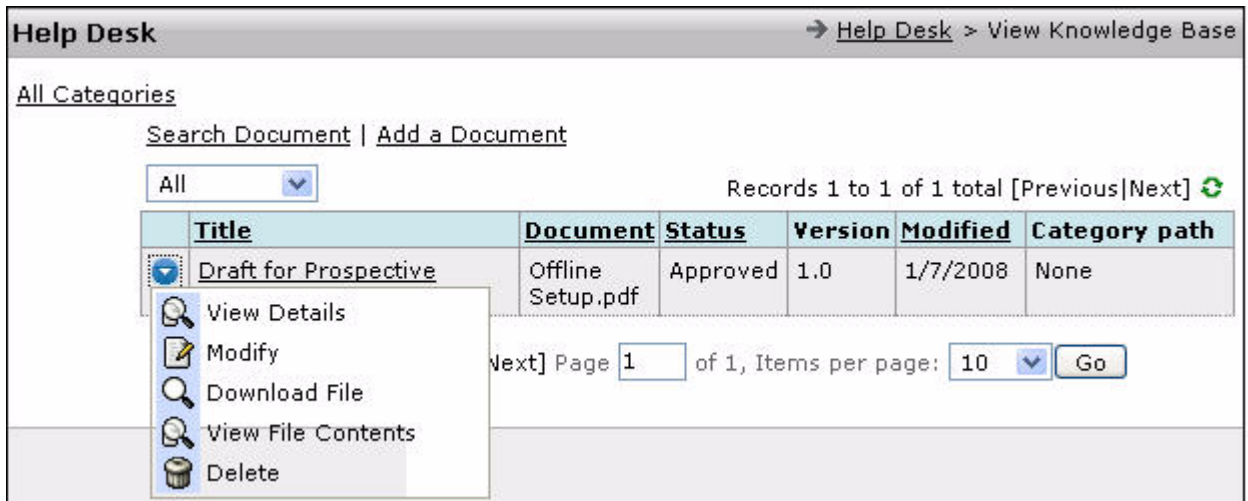 Help Desk
Help Desk > View Knowledge Base
All Categories
Search Document | Add a Document
All
Records 1 to 1 of 1 total [Previous|Next]
Title Document Status Version Modified Category path
Draft for Prospective Offline Approved 1.0 1/7/2008 None
Setup.pdf
View Details
Modify
Next] Page 1 of 1, Items per page: 10 Go
Download File
View File Contents
Delete